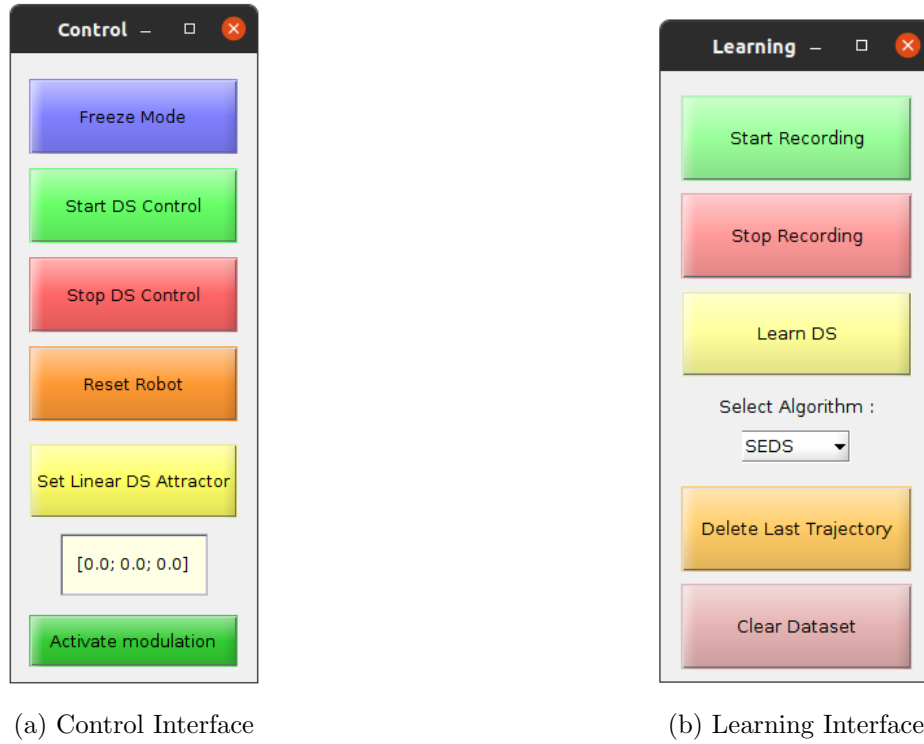 Control
Freeze Mode
Start DS Control
Stop DS Control
Reset Robot
Set Linear DS Attractor
[0.0; 0.0; 0.0]
Activate modulation
(a) Control Interface
Learning
Start Recording
Stop Recording
Learn DS
Select Algorithm :
SEDS
Delete Last Trajectory
Clear Dataset
(b) Learning Interface